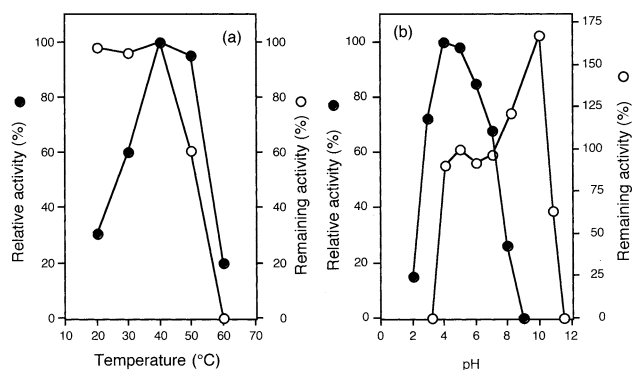 (a)
100
80
60
40
20
0
Relative activity (%)
10 20 30 40 50 60 70
Temperature (°C)
100
80
60
40
20
0
Remaining activity (%)
(b)
100
80
60
40
20
0
Relative activity (%)
0 2 4 6 8 10 12
pH
175
150
125
100
75
50
25
0
Remaining activity (%)